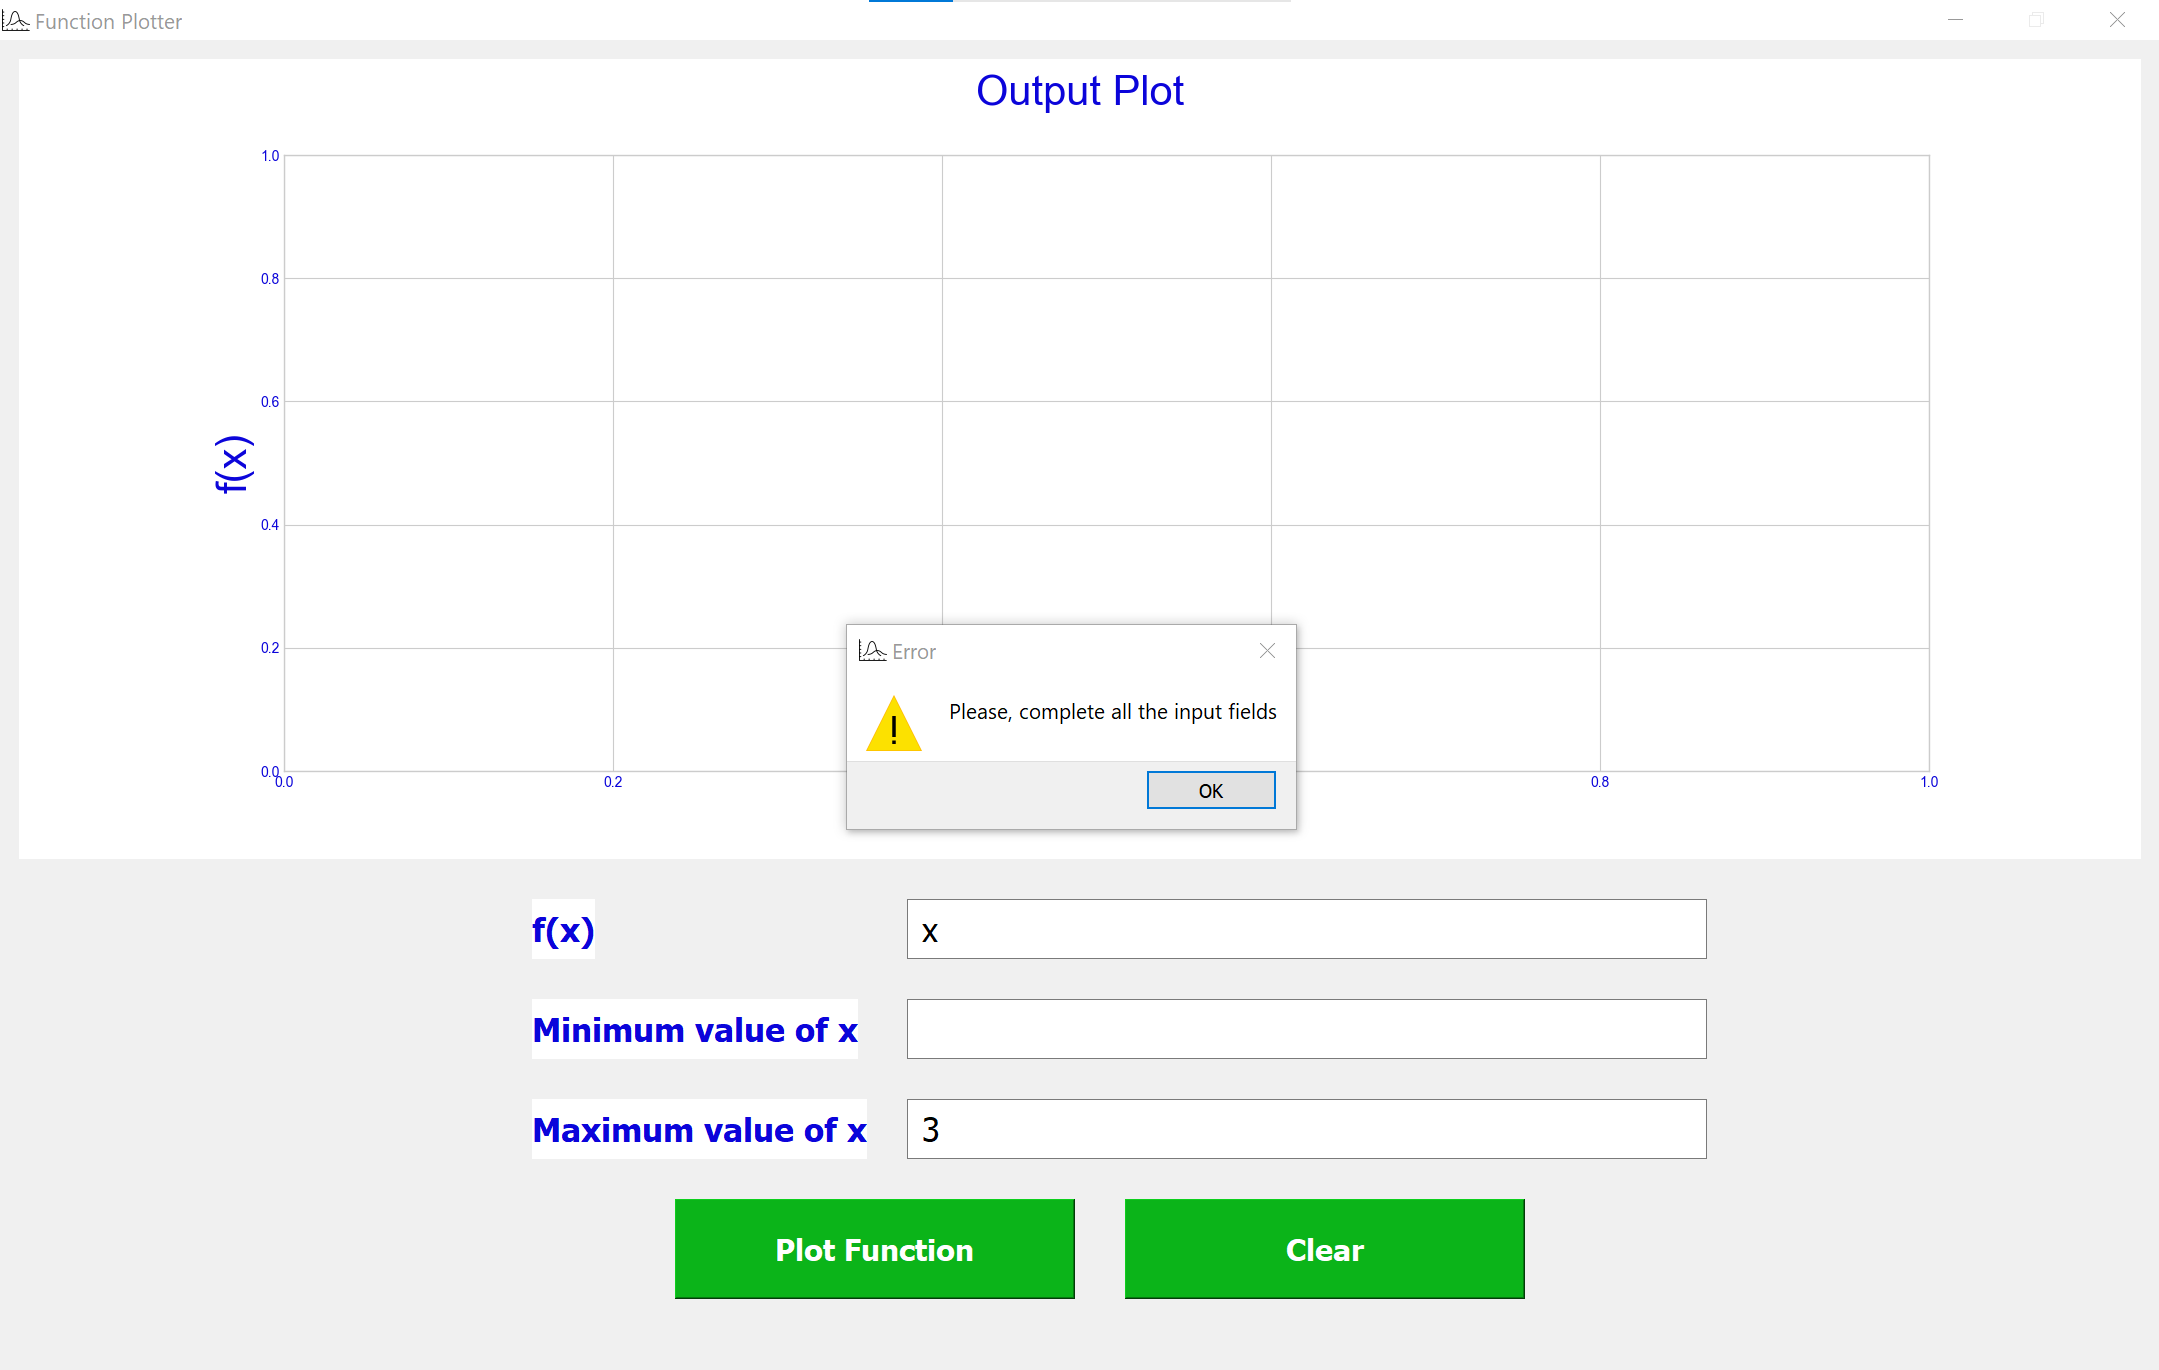 Function Plotter
Output Plot
1.0
0.8
0.6
0.4
0.2
0.0
f(x)
0.0 0.2 0.8 1.0
Error
Please, complete all the input fields
OK
f(x) x
Minimum value of x
Maximum value of x 3
Plot Function Clear